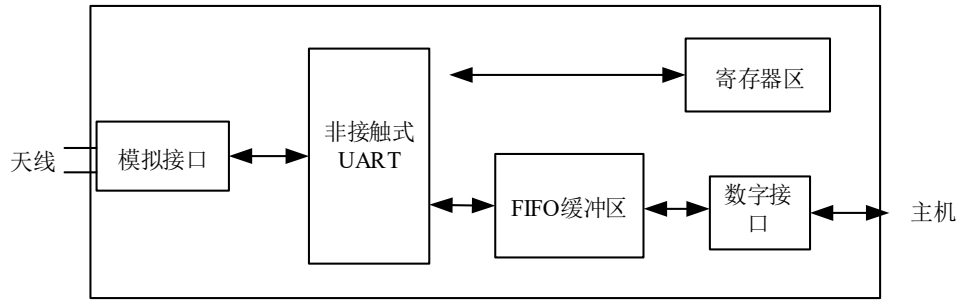 寄存器区
非接触式
UART
天线
模拟接口
FIFO缓冲区
数字接
口
主机